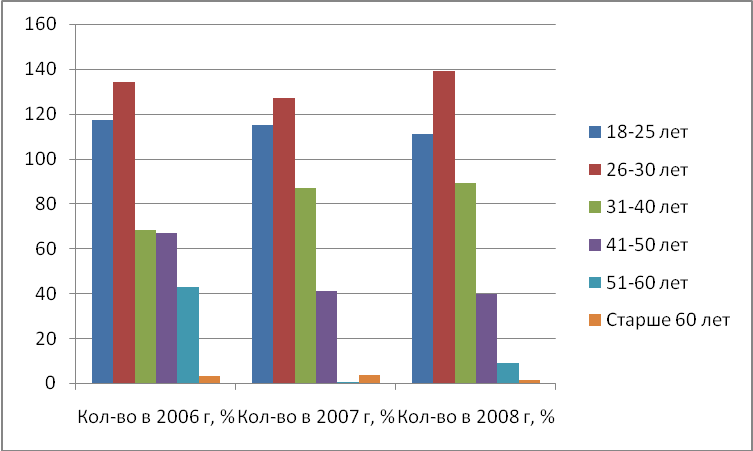 160
140
120
100
80
60
40
20
0
Кол-во в 2006 г, % Кол-во в 2007 г, % Кол-во в 2008 г, %
18-25 лет
26-30 лет
31-40 лет
41-50 лет
51-60 лет
Старше 60 лет